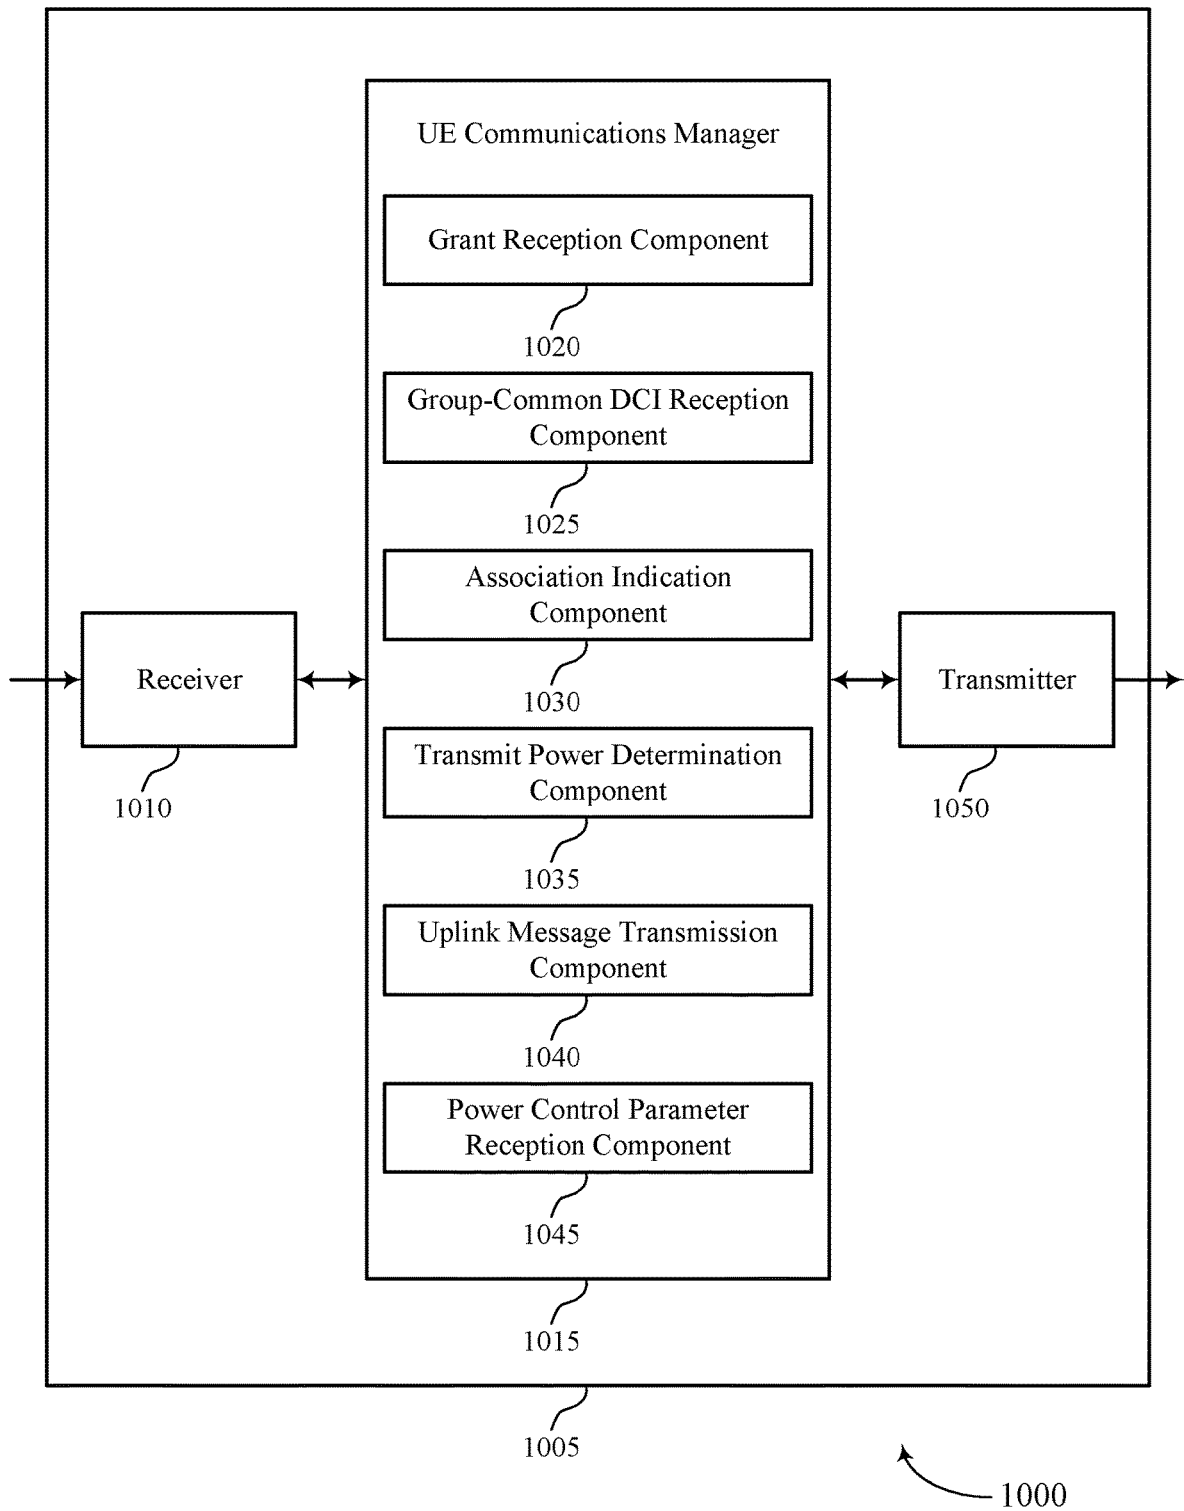 UE Communications Manager
Grant Reception Component
1020
Group-Common DCI Reception
Component
1025
Association Indication
Component
1030
Receiver
1010
Transmitter
1050
Transmit Power Determination
Component
1035
Uplink Message Transmission
Component
1040
Power Control Parameter
Reception Component
1045
1015
1005
1000